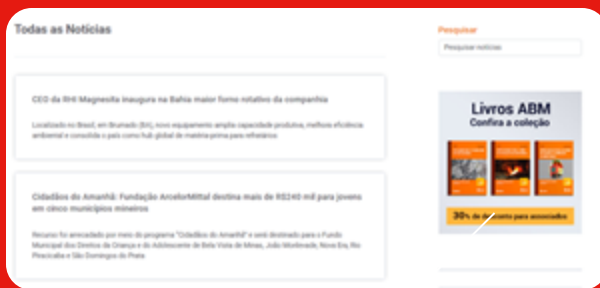 Todas as Notícias
Pesquisar
Pesquisar notícias
CEO da RHI Magnesita inaugura na Bahia maior forno rotativo da companhia
Localizado no Brasil, em Brumado (BA), novo equipamento amplia capacidade produtiva, melhora eficiência
ambiental e consolida o país como hub global de matéria-prima para refratários
Cidadãos do Amanhã: Fundação ArcelorMittal destina mais de R$240 mil para jovens
em cinco municípios mineiros
Recurso foi arrecadado por meio do programa "Cidadãos do Amanhã" e será destinado para o Fundo
Municipal dos Direitos da Criança e do Adolescente de Bela Vista de Minas, João Monlevade, Nova Era, Rio
Piracicaba e São Domingos do Prata
Livros ABM
Confira a coleção
30% de desconto para associados